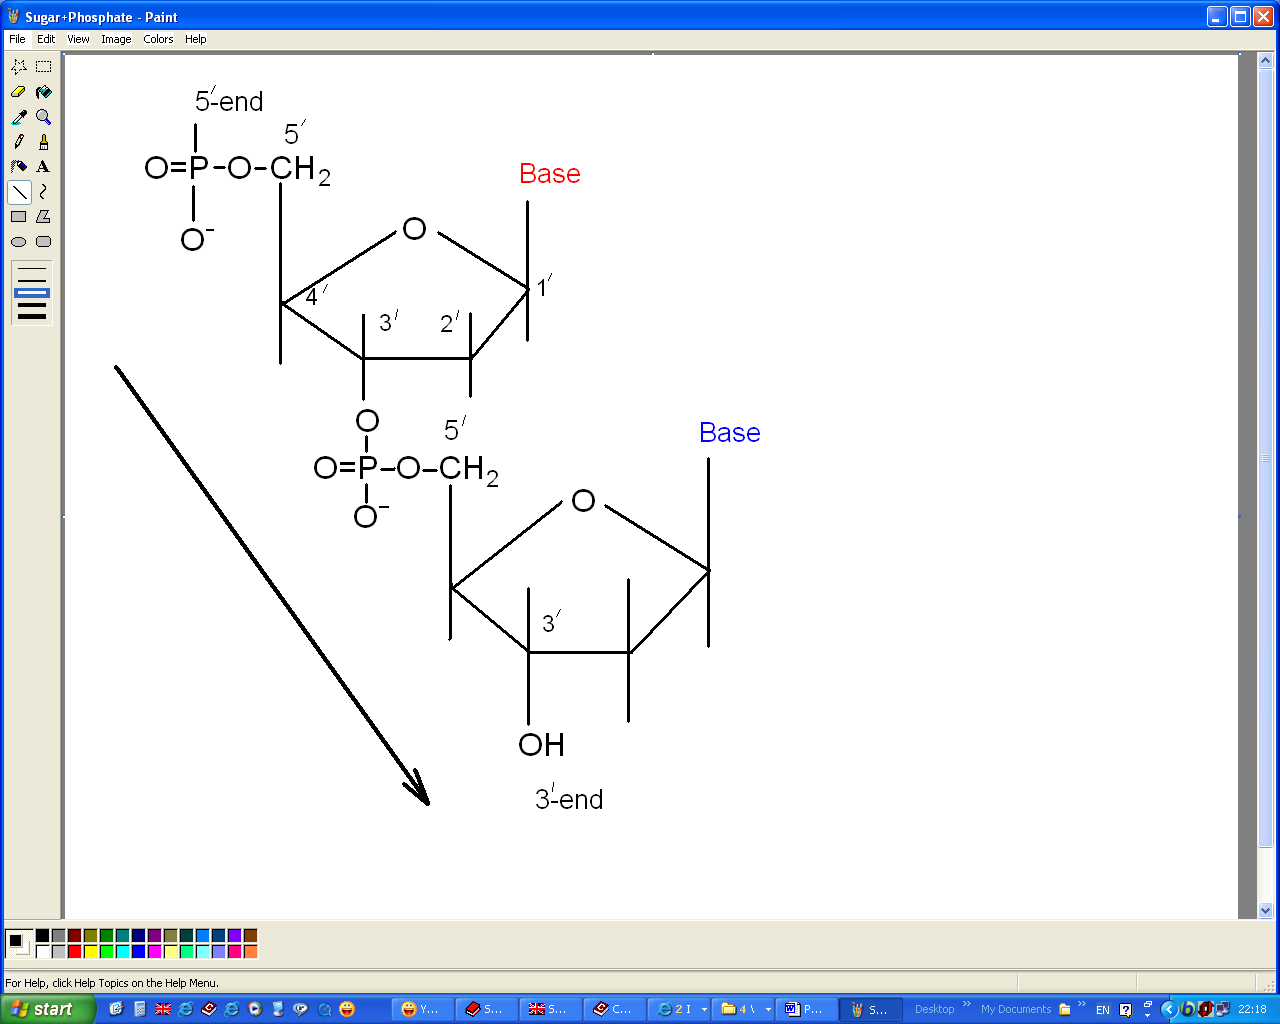 Sugar+Phosphate - Paint
File Edit View Image Colors Help
5′-end
5′
O=P-O-CH2
Base
O-
O
4′
1′
3′
2′
O
5′
Base
O=P-O-CH2
O-
O
3′
OH
3′-end
For Help, click Help Topics on the Help Menu.
start
Y...
S...
S...
C...
2 I
4 \
P...
S...
Desktop »
My Documents »
EN
22:18